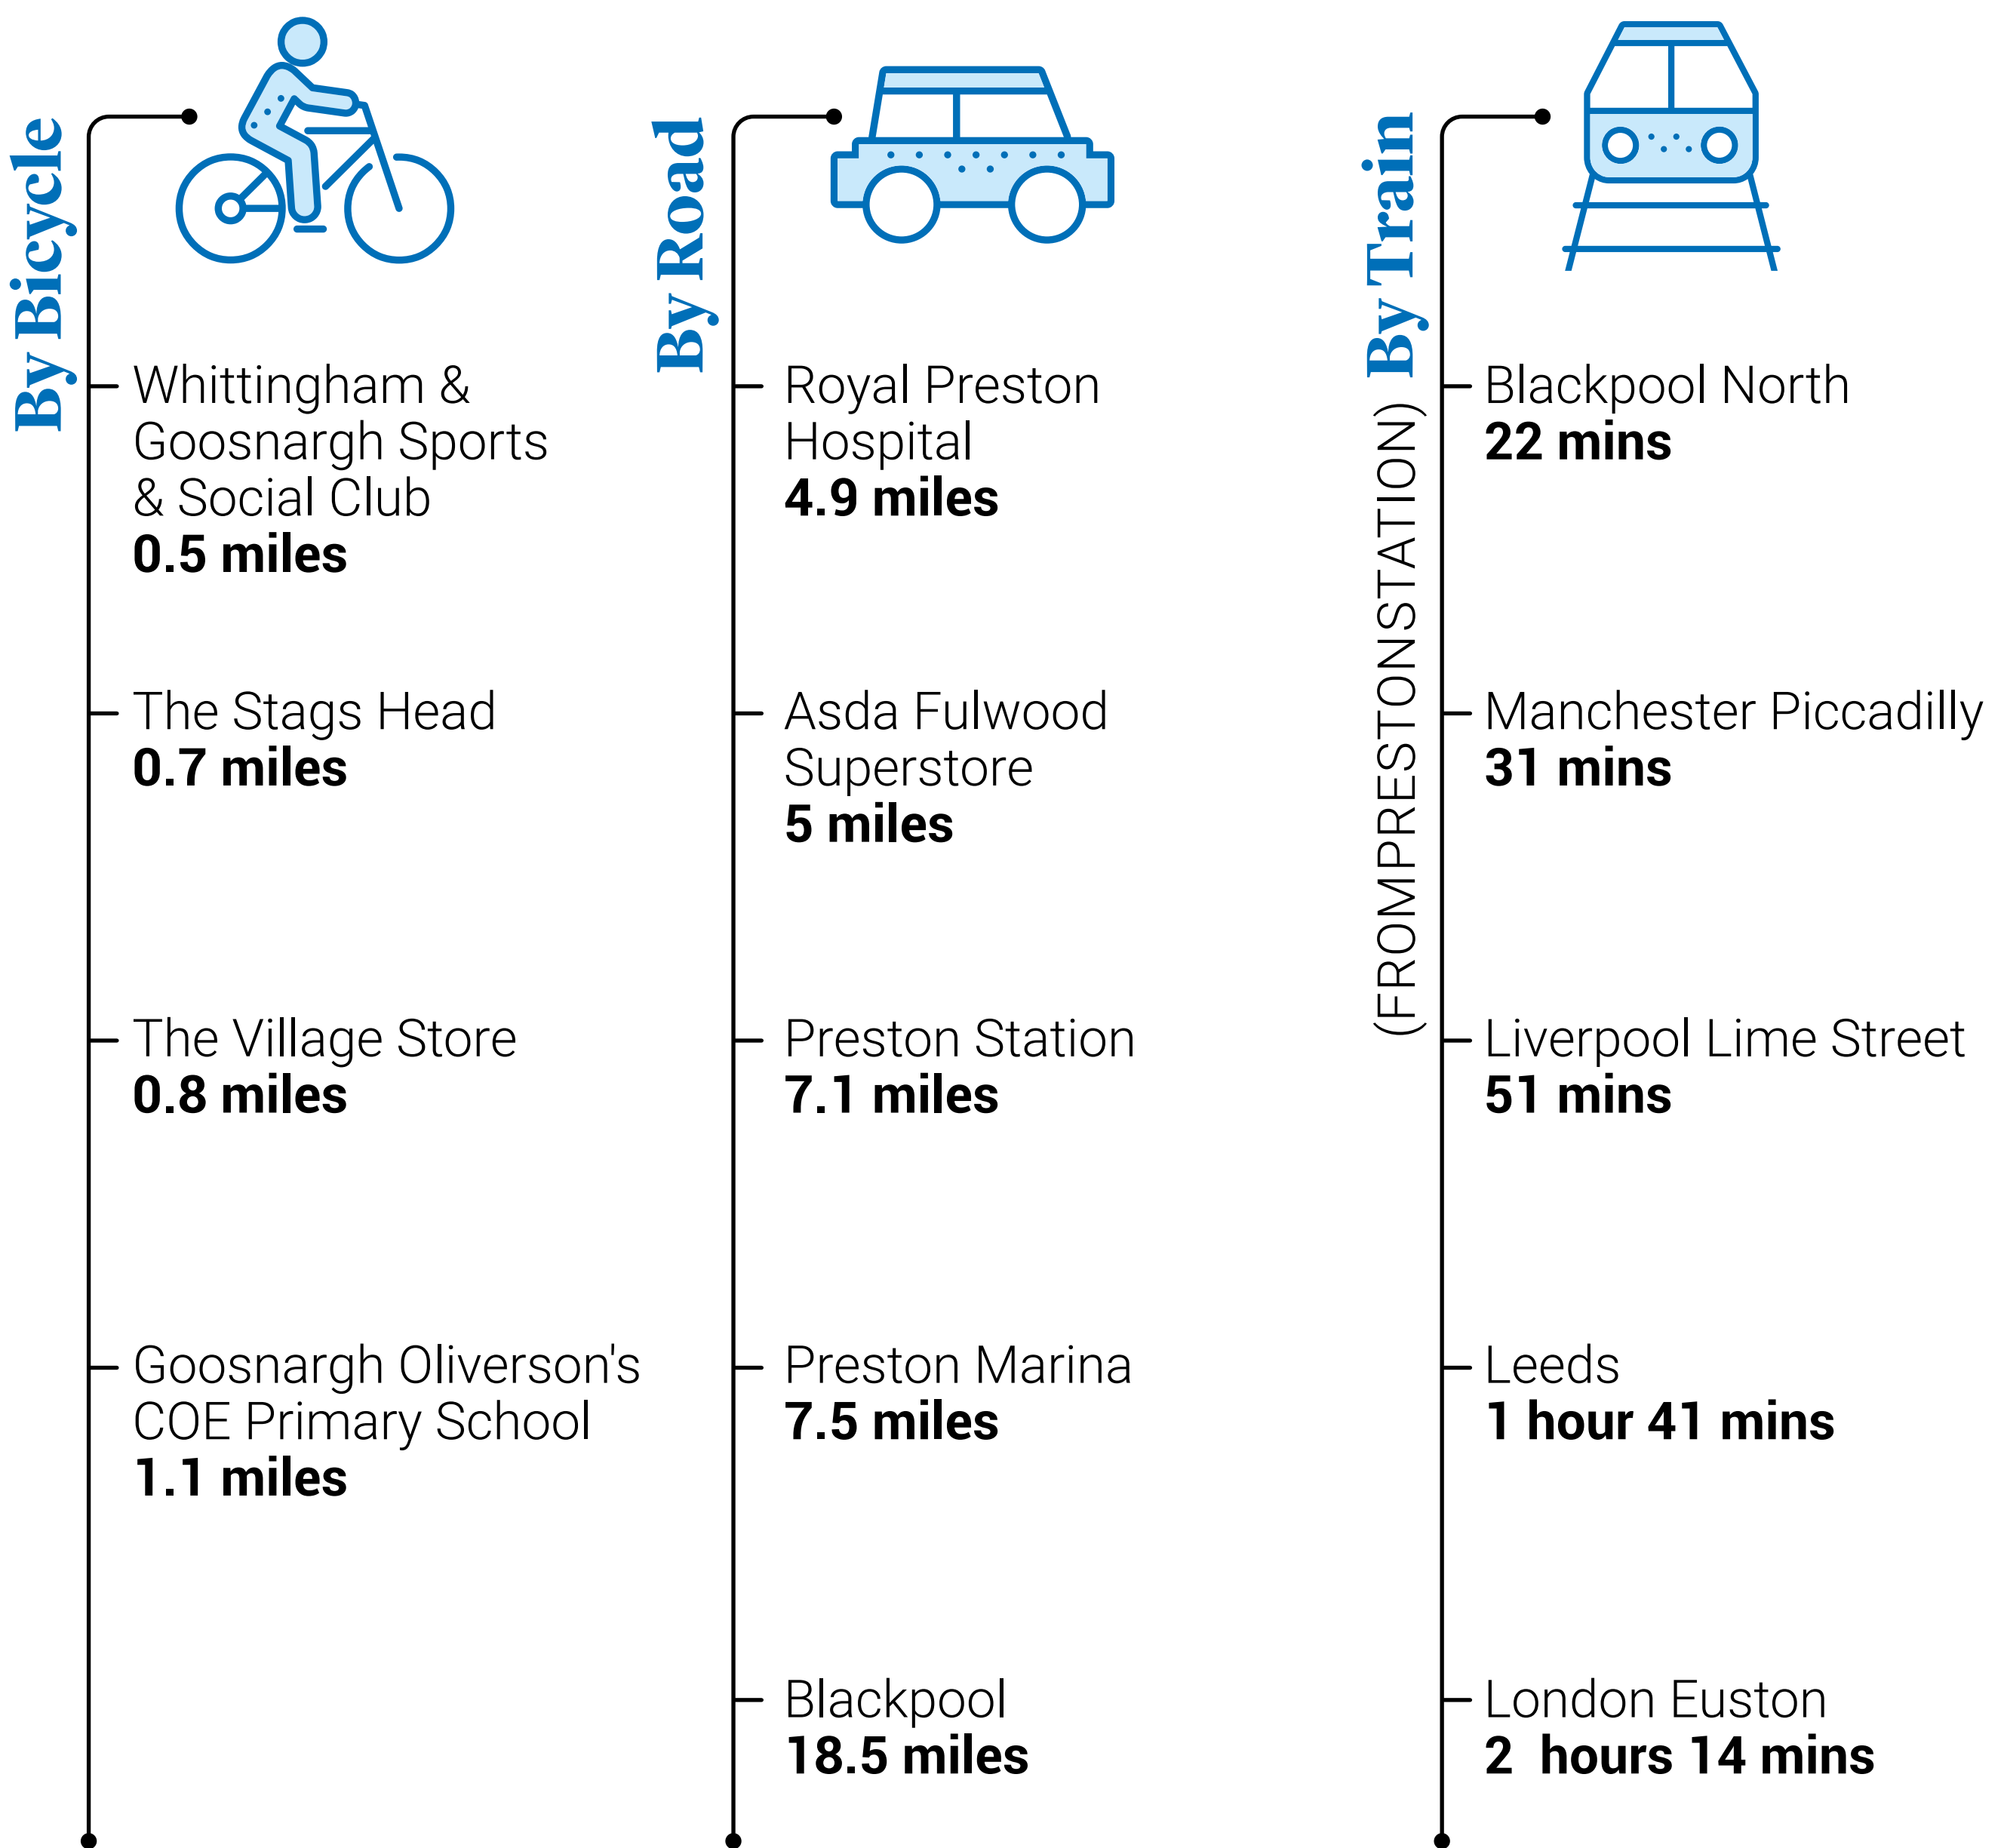 By Bicycle
Whittingham &
Goosnargh Sports
& Social Club
0.5 miles
The Stags Head
0.7 miles
The Village Store
0.8 miles
Goosnargh Oliverson's
COE Primary School
1.1 miles
By Road
Royal Preston
Hospital
4.9 miles
Asda Fulwood
Superstore
5 miles
Preston Station
7.1 miles
Preston Marina
7.5 miles
Blackpool
18.5 miles
By Train (FROMPRESTONSTATION)
Blackpool North
22 mins
Manchester Piccadilly
31 mins
Liverpool Lime Street
51 mins
Leeds
1 hour 41 mins
London Euston
2 hours 14 mins